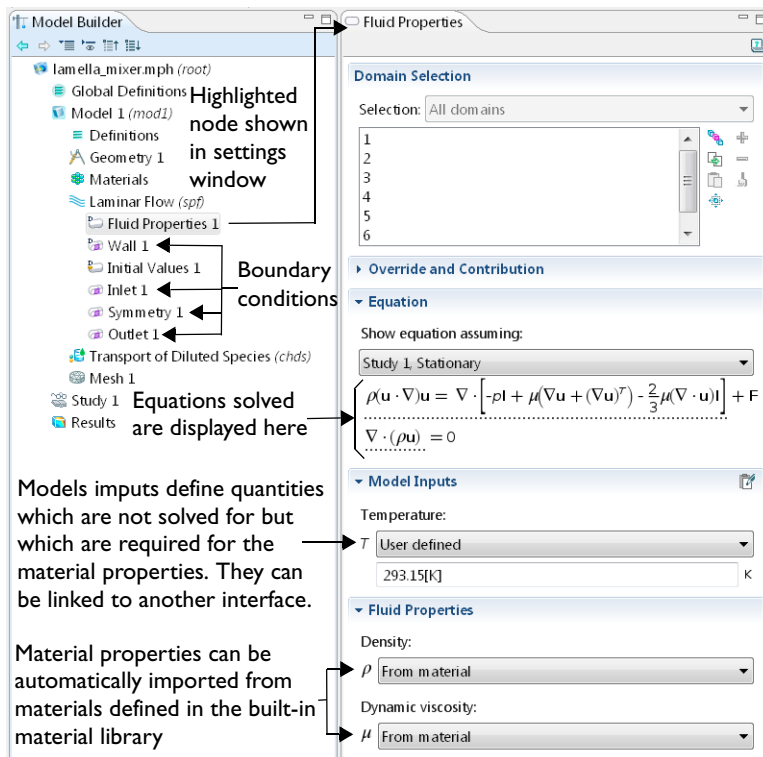 Model Builder
lamella_mixer.mph (root)
Global Definitions
Model 1 (mod1)
Definitions
Geometry 1
Materials
Laminar Flow (spf)
Fluid Properties 1
Wall 1
Initial Values 1
Inlet 1
Symmetry 1
Outlet 1
Transport of Diluted Species (chds)
Mesh 1
Study 1
Results
Highlighted
node shown
in settings
window
Boundary
conditions
Equations solved
are displayed here
Models imputs define quantities
which are not solved for but
which are required for the
material properties. They can
be linked to another interface.
Material properties can be
automatically imported from
materials defined in the built-in
material library
Fluid Properties
Domain Selection
Selection: All domains
1
2
3
4
5
6
Override and Contribution
Equation
Show equation assuming:
Study 1, Stationary
ρ(u · ∇)u = ∇ · [-pI + μ(∇u + (∇u)ᵀ) - 2/3 μ(∇ · u)I] + F
∇ · (ρu) = 0
Model Inputs
Temperature:
T User defined
293.15[K] K
Fluid Properties
Density:
ρ From material
Dynamic viscosity:
μ From material